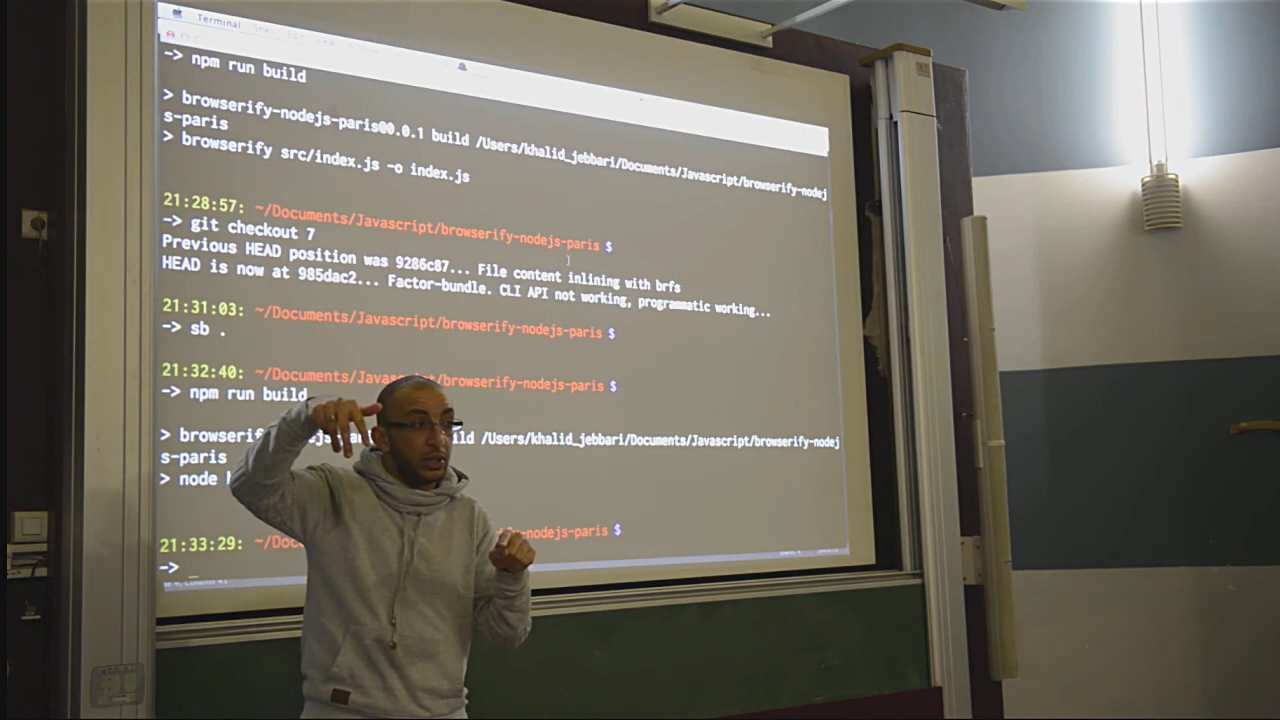 Terminal Shell Edit View
-> npm run build
> browserify-nodejs-paris@0.0.1 build /Users/khalid_jebbari/Documents/Javascript/browserify-nodej
s-paris
> browserify src/index.js -o index.js
21:28:57: ~/Documents/Javascript/browserify-nodejs-paris $
-> git checkout 7
Previous HEAD position was 9286c87... File content inlining with brfs
HEAD is now at 985dac2... Factor-bundle. CLI API not working, programmatic working...
21:31:03: ~/Documents/Javascript/browserify-nodejs-paris $
-> sb .
21:32:40: ~/Documents/Javas /browserify-nodejs-paris $
-> npm run build
> browserif ild /Users/khalid_jebbari/Documents/Javascript/browserify-nodej
s-paris
> node
21:33:29: ~/Doc -nodejs-paris $
->